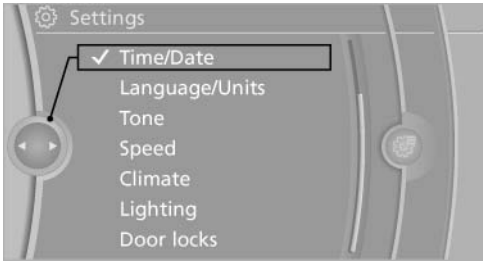 Settings
Time/Date
Language/Units
Tone
Speed
Climate
Lighting
Door locks